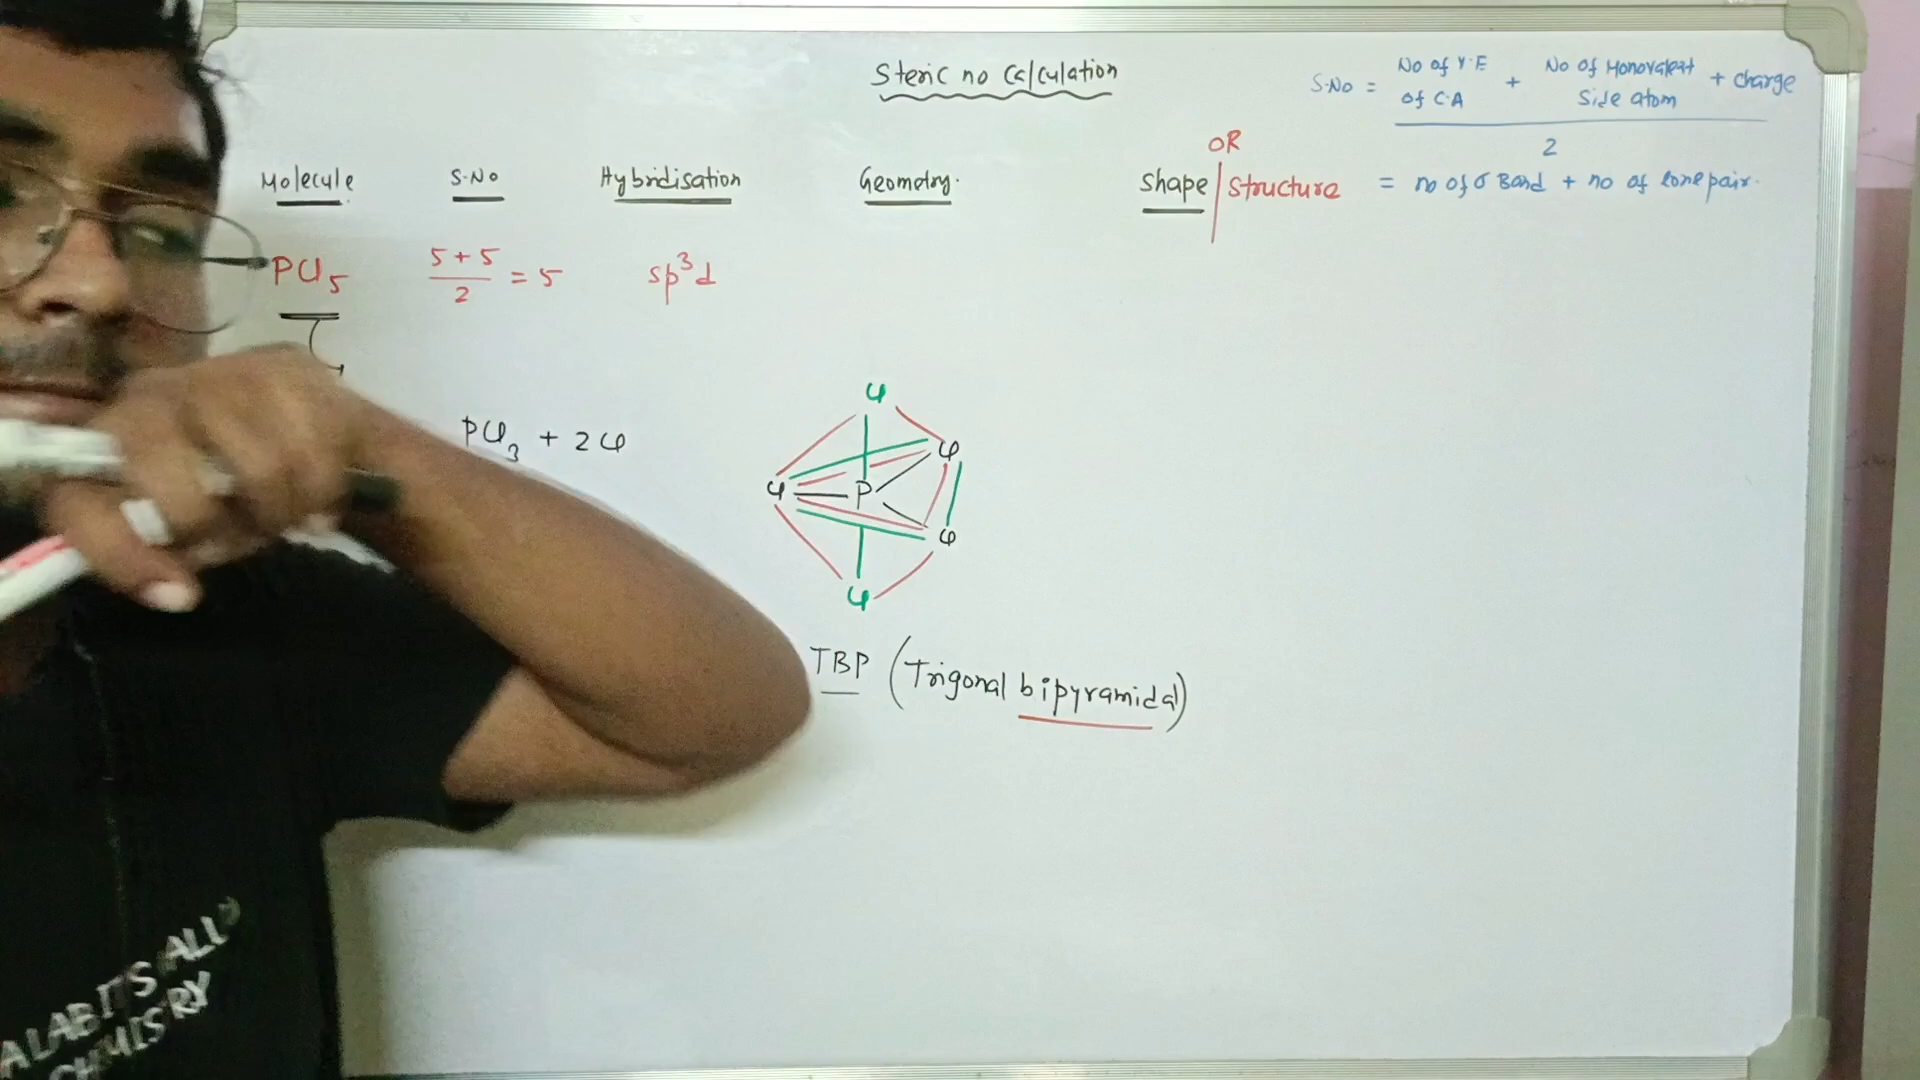 Steric no Calculation
S.No = No of V.E of C.A + No of Monovalent Side atom + charge
2
= no of σ Bond + no of lone pair.
Molecule S.No Hybridisation Geometry. Shape | Structure
OR
PCl5 5 + 5 / 2 = 5 sp³d
PCl3 + 2Cl
Cl
Cl
Cl P
Cl
Cl
TBP (Trigonal bipyramidal)
IT'S ALL
CHEMISTRY